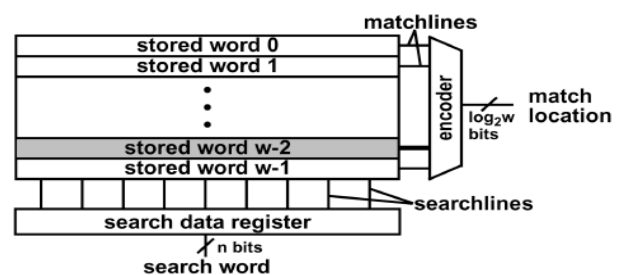 matchlines
stored word 0
stored word 1
stored word w-2
stored word w-1
encoder
log₂w
bits
match
location
searchlines
search data register
n bits
search word